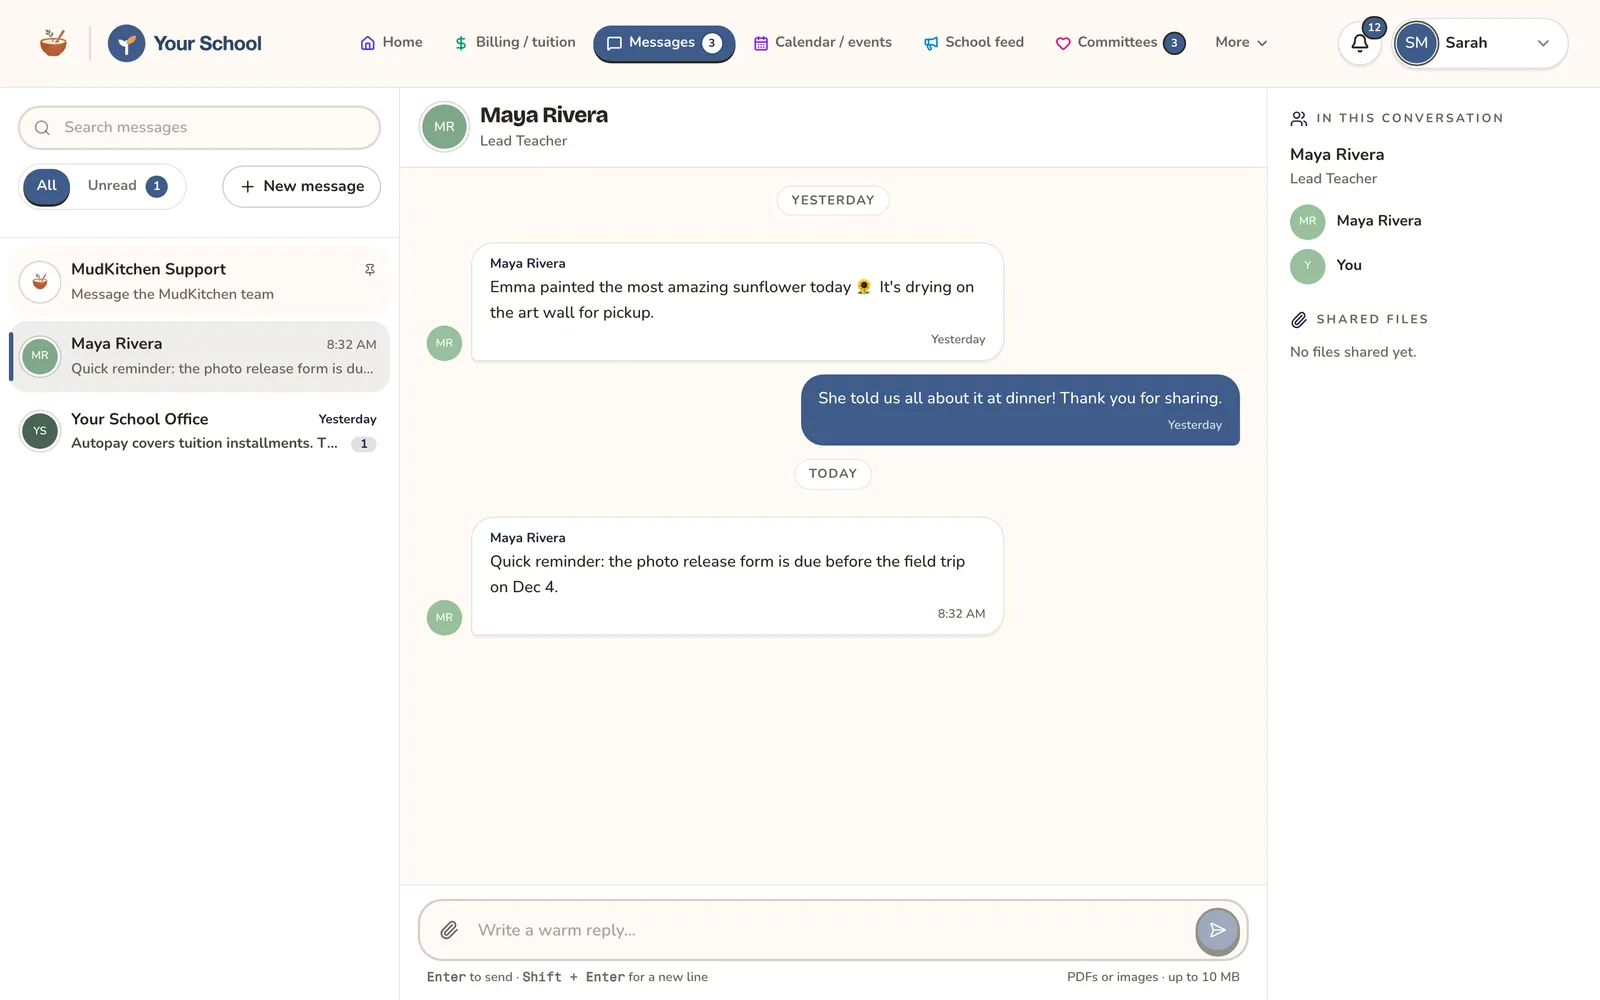 Your School
Home
Billing / tuition
Messages 3
Calendar / events
School feed
Committees 3
More
12
SM Sarah
Search messages
All
Unread 1
+ New message
MudKitchen Support
Message the MudKitchen team
MR
Maya Rivera 8:32 AM
Quick reminder: the photo release form is du...
YS
Your School Office Yesterday
Autopay covers tuition installments. T... 1
MR
Maya Rivera
Lead Teacher
YESTERDAY
Maya Rivera
Emma painted the most amazing sunflower today 🌻 It's drying on
the art wall for pickup.
Yesterday
MR
She told us all about it at dinner! Thank you for sharing.
Yesterday
TODAY
Maya Rivera
Quick reminder: the photo release form is due before the field trip
on Dec 4.
8:32 AM
MR
Write a warm reply...
Enter to send · Shift + Enter for a new line
PDFs or images · up to 10 MB
IN THIS CONVERSATION
Maya Rivera
Lead Teacher
MR Maya Rivera
Y You
SHARED FILES
No files shared yet.